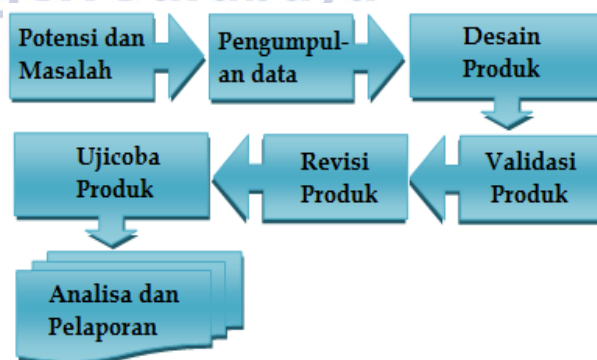 Potensi dan
Masalah
Pengumpul-
an data
Desain
Produk
Validasi
Produk
Revisi
Produk
Ujicoba
Produk
Analisa dan
Pelaporan